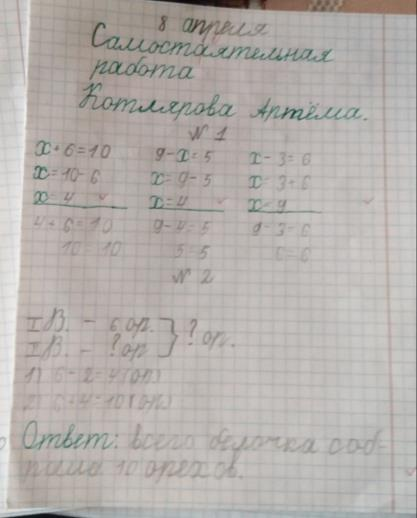 8 апреля
Самостоятельная
работа
Котлярова Артёма.
№ 1
x + 6 = 10 9 - x = 5 x - 3 = 6
x = 10 - 6 x = 9 - 5 x = 3 + 6
x = 4 x = 4 x = 9
4 + 6 = 10 9 - 4 = 5 9 - 3 = 6
10 = 10 5 = 5 6 = 6
№ 2
I В. - 6 ор. } ? ор.
I В. - ? ор
1) 6 - 2 = 4 (ор.)
2) 6 + 4 = 10 (ор.)
Ответ: всего белочка соб-
рала 10 орехов.